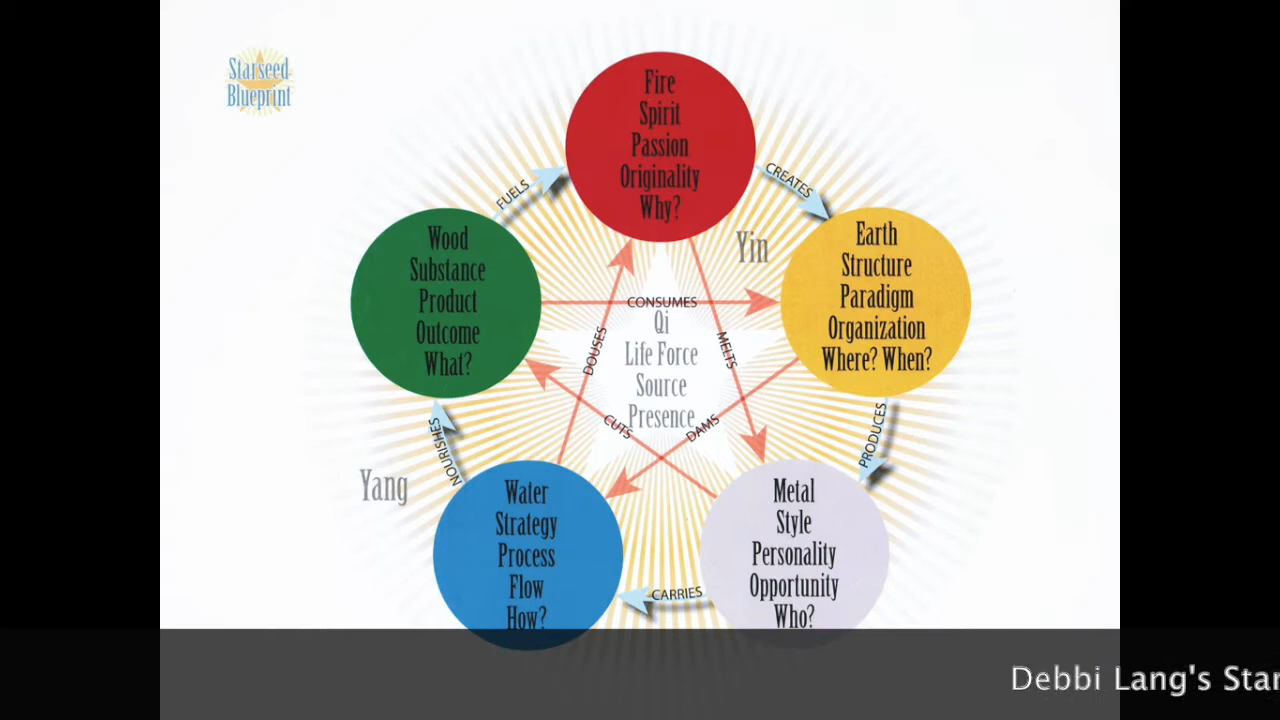 Starseed
Blueprint
Fire
Spirit
Passion
Originality
Why?
FUELS
CREATES
Wood
Substance
Product
Outcome
What?
Yin
Earth
Structure
Paradigm
Organization
Where? When?
CONSUMES
DOUSES
MELTS
Qi
Life Force
Source
Presence
CUTS
DAMS
NOURISHES
PRODUCES
Yang
Water
Strategy
Process
Flow
How?
CARRIES
Metal
Style
Personality
Opportunity
Who?
Debbi Lang's Star